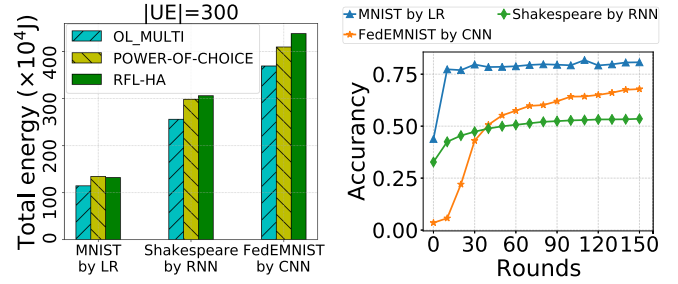 |UE|=300
OL_MULTI
POWER-OF-CHOICE
RFL-HA
Total energy (×10⁴J)
400
300
200
100
0
MNIST by LR
Shakespeare by RNN
FedEMNIST by CNN
MNIST by LR
Shakespeare by RNN
FedEMNIST by CNN
Accurancy
0.75
0.50
0.25
0.00
0 30 60 90 120 150
Rounds